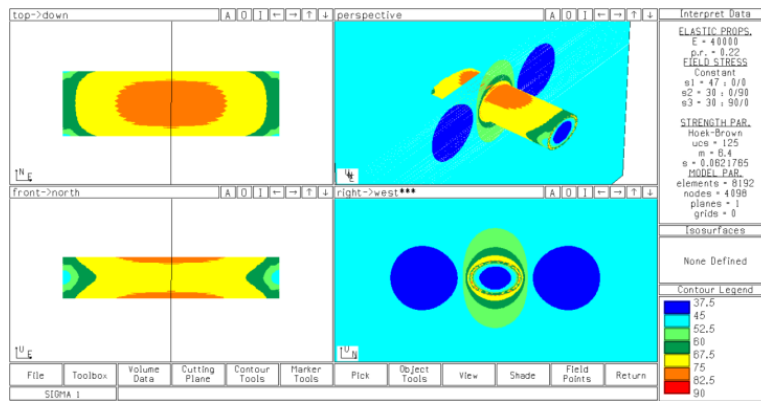 top->down A O I ← → ↑ ↓
perspective A O I ← → ↑ ↓
N E
front->north A O I ← → ↑ ↓
right->west*** A O I ← → ↑ ↓
U E
U N
Interpret Data
ELASTIC PROPS.
E = 40000
p.r. = 0.22
FIELD STRESS
Constant
s1 = 47 : 0/0
s2 = 30 : 0/90
s3 = 30 : 90/0
STRENGTH PAR.
Hoek-Brown
ucs = 125
m = 6.4
s = 0.0621765
MODEL PAR.
elements = 8192
nodes = 4098
planes = 1
grids = 0
Isosurfaces
None Defined
Contour Legend
37.5
45
52.5
60
67.5
75
82.5
90
File Toolbox Volume Data Cutting Plane Contour Tools Marker Tools Pick Object Tools View Shade Field Points Return
SIGMA 1